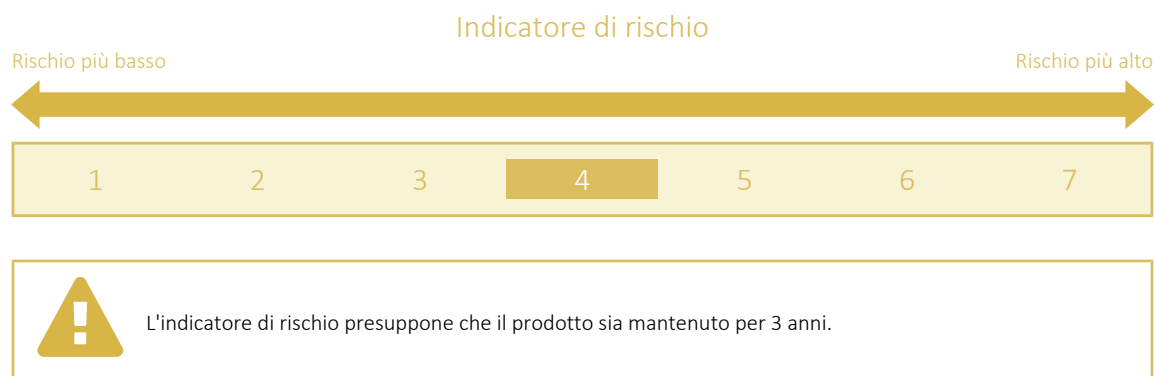 Indicatore di rischio
Rischio più basso
Rischio più alto
1 2 3 4 5 6 7
L'indicatore di rischio presuppone che il prodotto sia mantenuto per 3 anni.